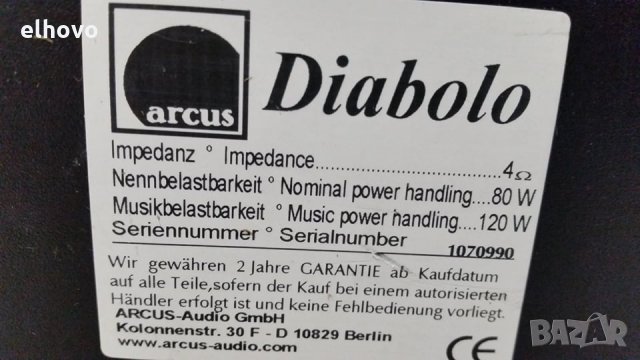 elhovo
arcus
Diabolo
Impedanz ° Impedance..............................4Ω
Nennbelastbarkeit ° Nominal power handling....80 W
Musikbelastbarkeit ° Music power handling....120 W
Seriennummer ° Serialnumber 1070990
Wir gewähren 2 Jahre GARANTIE ab Kaufdatum
auf alle Teile,sofern der Kauf bei einem autorisierten
Händler erfolgt ist und keine Fehlbedienung vorliegt.
ARCUS-Audio GmbH
Kolonnenstr. 30 F - D 10829 Berlin
www.arcus-audio.com
CE
BAZAR